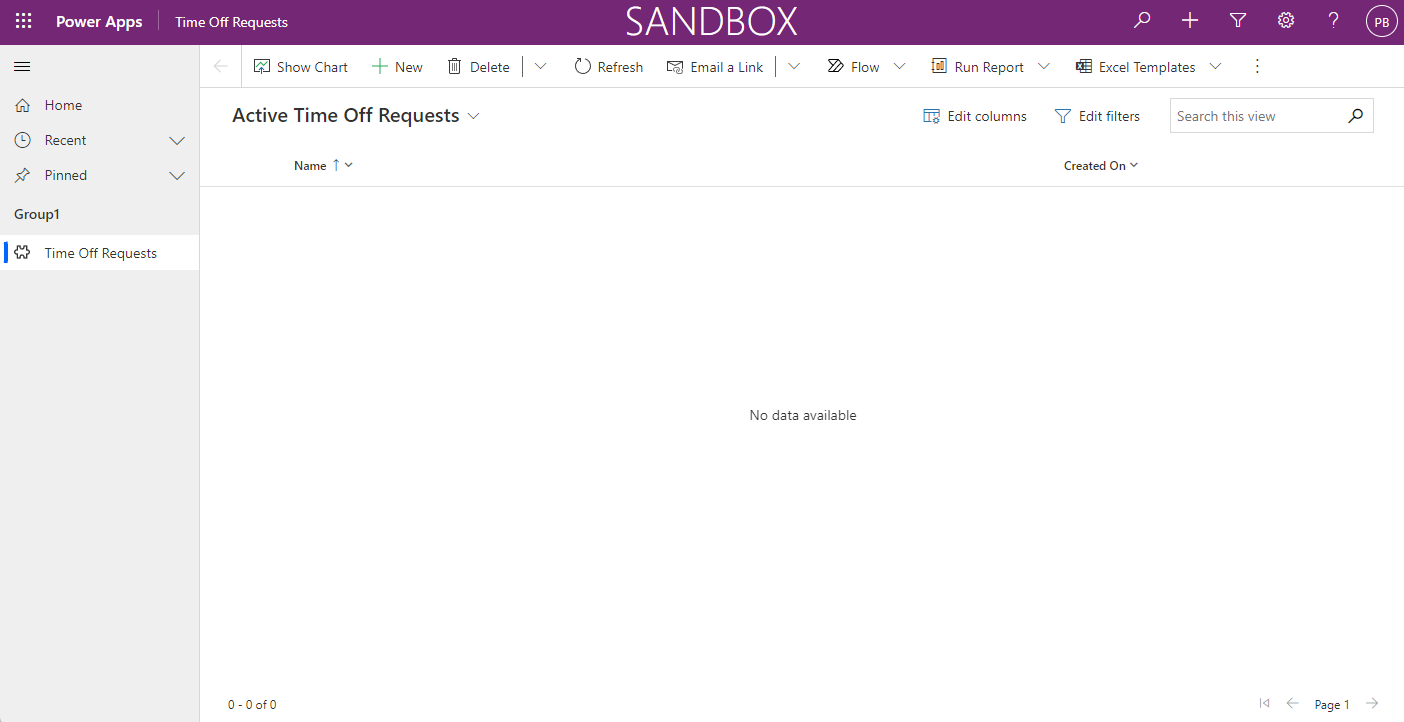 Power Apps Time Off Requests SANDBOX PB
Show Chart New Delete Refresh Email a Link Flow Run Report Excel Templates
Home
Recent
Pinned
Group1
Time Off Requests
Active Time Off Requests Edit columns Edit filters Search this view
Name Created On
No data available
0 - 0 of 0 Page 1